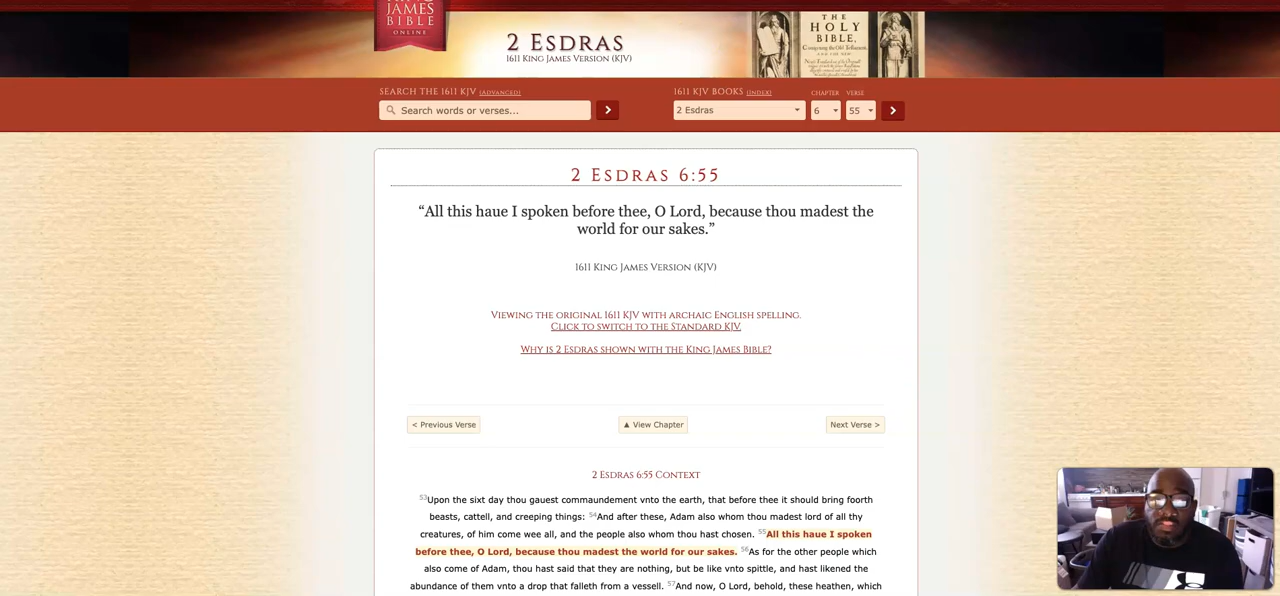 KING
JAMES
BIBLE
ONLINE
2 Esdras
1611 King James Version (KJV)
THE
HOLY
BIBLE,
Search the 1611 KJV (Advanced)
1611 KJV Books (Index)
Chapter
Verse
Search words or verses...
2 Esdras
6
55
2 Esdras 6:55
“All this haue I spoken before thee, O Lord, because thou madest the
world for our sakes.”
1611 King James Version (KJV)
Viewing the original 1611 KJV with archaic English spelling.
Click to switch to the Standard KJV.
Why is 2 Esdras shown with the King James Bible?
< Previous Verse
▲ View Chapter
Next Verse >
2 Esdras 6:55 Context
53Upon the sixt day thou gauest commaundement vnto the earth, that before thee it should bring foorth
beasts, cattell, and creeping things: 54And after these, Adam also whom thou madest lord of all thy
creatures, of him come wee all, and the people also whom thou hast chosen. 55All this haue I spoken
before thee, O Lord, because thou madest the world for our sakes. 56As for the other people which
also come of Adam, thou hast said that they are nothing, but be like vnto spittle, and hast likened the
abundance of them vnto a drop that falleth from a vessell. 57And now, O Lord, behold, these heathen, which